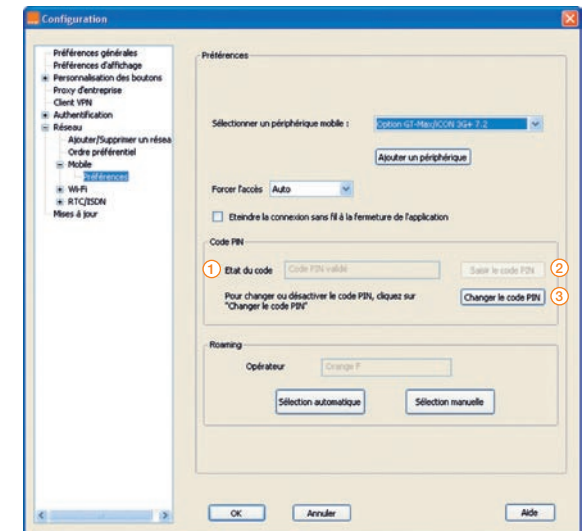 Configuration
Préférences générales
Préférences d'affichage
Personnalisation des boutons
Proxy d'entreprise
Client VPN
Authentification
Réseau
Ajouter/Supprimer un résea
Ordre préférentiel
Mobile
Préférences
Wi-Fi
RTC/ISDN
Mises à jour
Préférences
Sélectionner un périphérique mobile :
Option GT-Max/ICON 3G+ 7.2
Ajouter un périphérique
Forcer l'accès
Auto
Eteindre la connexion sans fil à la fermeture de l'application
Code PIN
1 Etat du code
Code PIN validé
Saisir le code PIN 2
Pour changer ou désactiver le code PIN, cliquez sur
"Changer le code PIN"
Changer le code PIN 3
Roaming
Opérateur
Orange F
Sélection automatique
Sélection manuelle
OK
Annuler
Aide